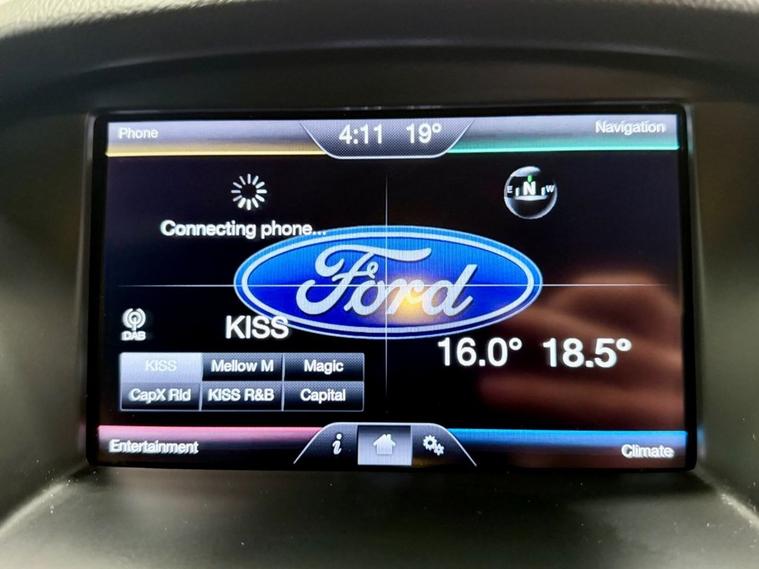 Phone
4:11 19°
Navigation
E N W
Connecting phone...
Ford
DAB
KISS
16.0° 18.5°
KISS Mellow M Magic
CapX Rld KISS R&B Capital
Entertainment
i
Climate